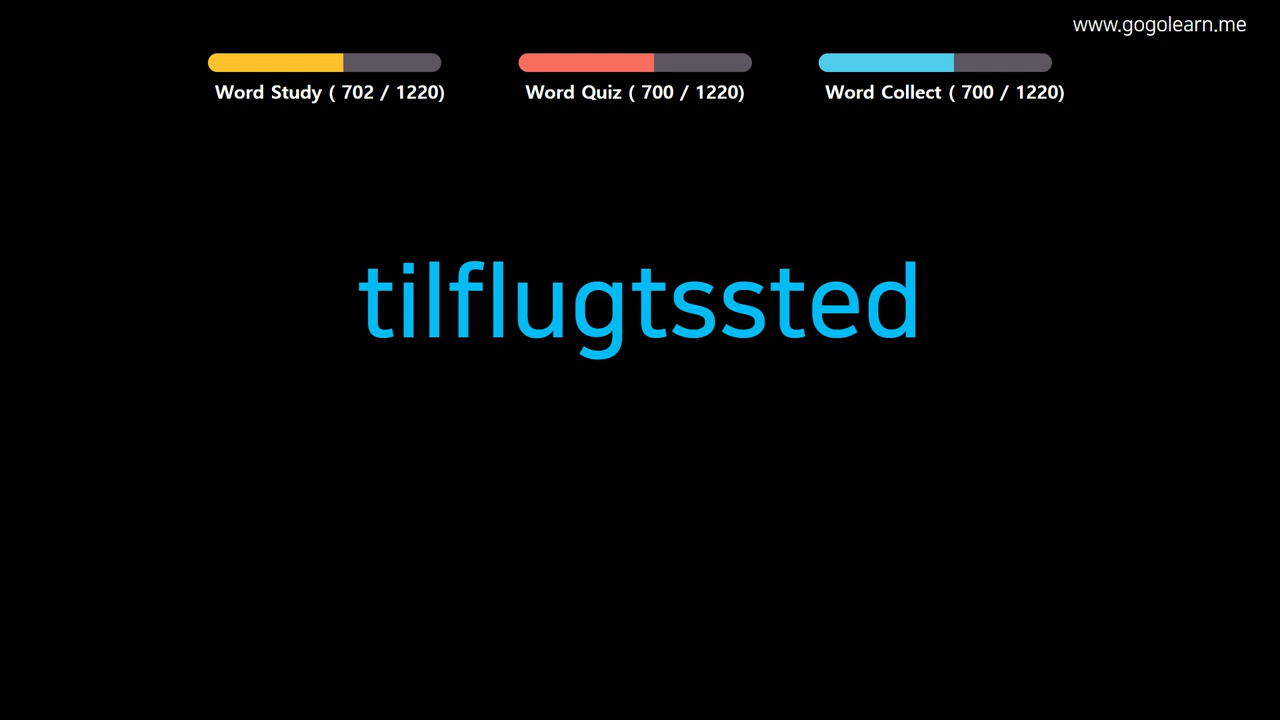 www.gogolearn.me
Word Study ( 702 / 1220)
Word Quiz ( 700 / 1220)
Word Collect ( 700 / 1220)
tilflugtssted